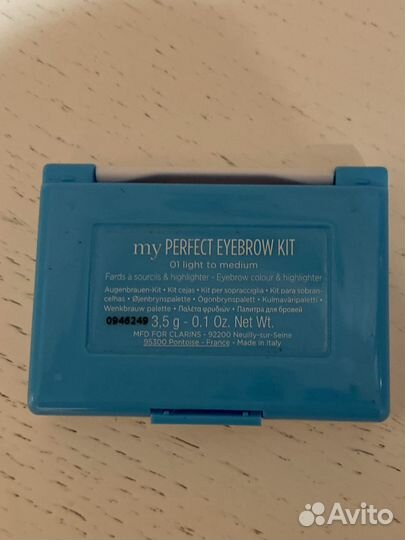 my PERFECT EYEBROW KIT
01 light to medium
Fards à sourcils & highlighter - Eyebrow colour & highlighter
Augenbrauen-Kit • Kit cejas • Kit per sopracciglia • Kit para sobran-
celhas • Øjenbrynspalette • Ögonbrynspalett • Kulmaväripaletti •
Wenkbrauw palette • Παλέτα φρυδιών • Палитра для бровей
0946249 3,5 g - 0.1 Oz. Net Wt.
MFD FOR CLARINS - 92200 Neuilly-sur-Seine
95300 Pontoise - France - Made in Italy
Avito